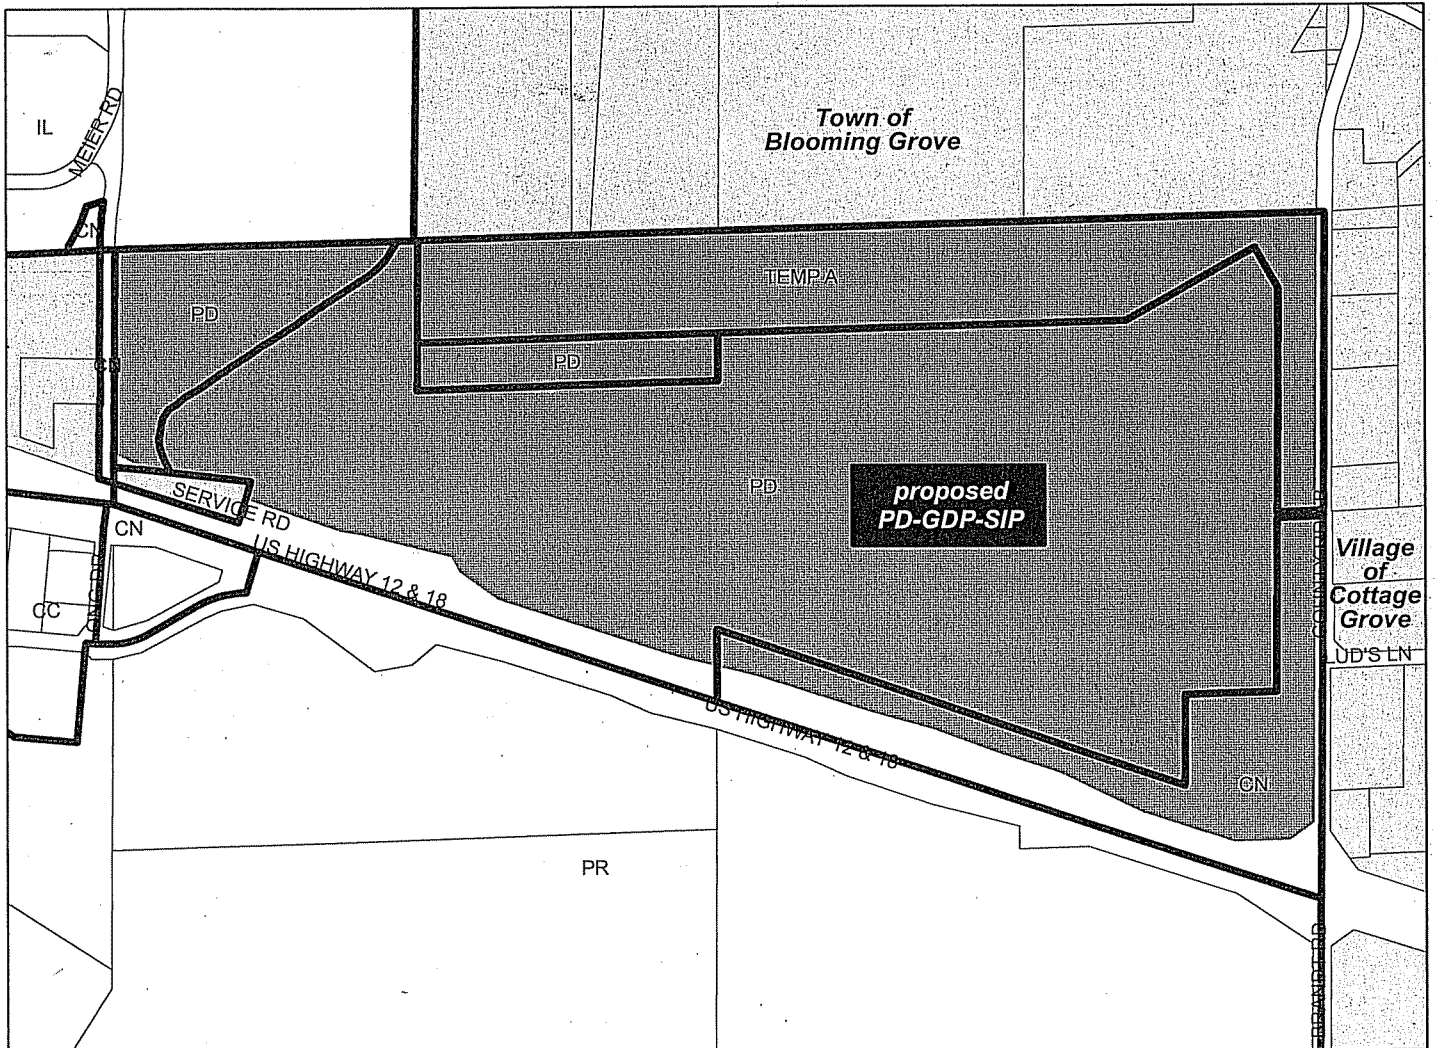 IL
MEIER RD
Town of
Blooming Grove
CN
TEMP A
PD
PD
CN
PD
proposed
PD-GDP-SIP
SERVICE RD
CN
US HIGHWAY 12 & 18
Village
of
Cottage
Grove
CC
LUD'S LN
US HIGHWAY 12 & 18
CN
PR